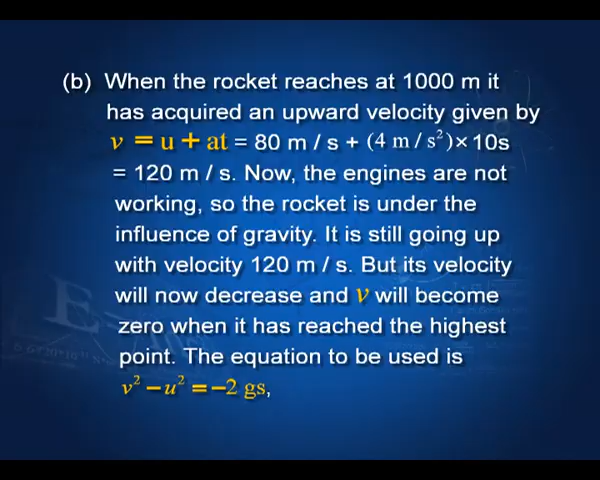 (b) When the rocket reaches at 1000 m it
has acquired an upward velocity given by
v = u + at = 80 m / s + (4 m / s²) × 10s
= 120 m / s. Now, the engines are not
working, so the rocket is under the
influence of gravity. It is still going up
with velocity 120 m / s. But its velocity
will now decrease and v will become
zero when it has reached the highest
point. The equation to be used is
v² − u² = −2 gs,